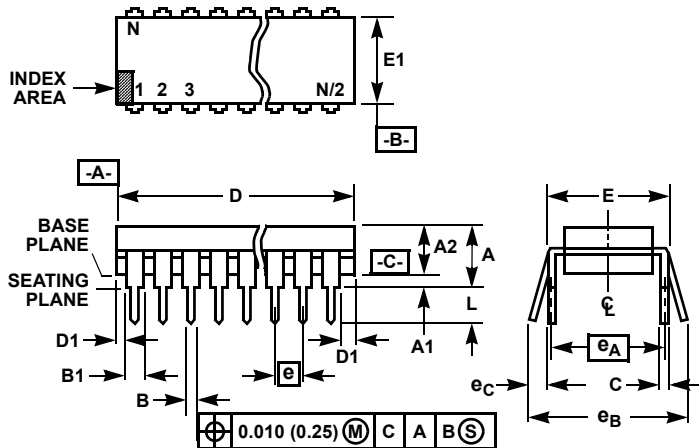 N
INDEX
AREA
1 2 3 N/2
E1
-B-
-A-
D
E
BASE
PLANE
A2
A
-C-
SEATING
PLANE
L
C
L
D1
A1
D1
eA
B1
e
eC
C
B
eB
0.010 (0.25) M C A B S